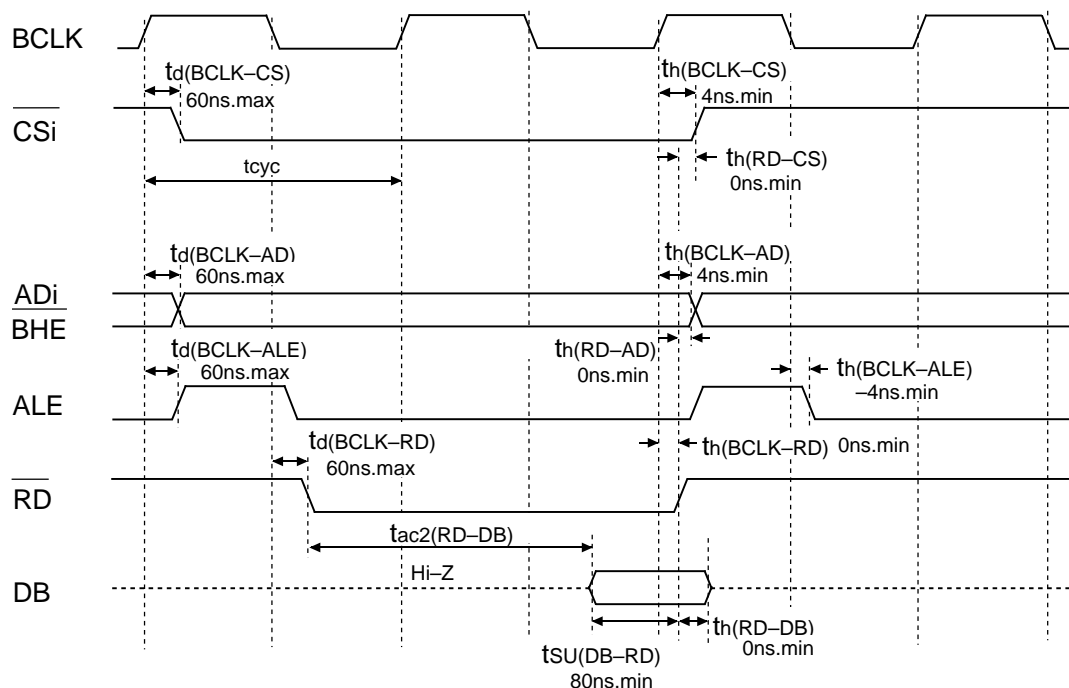 BCLK
td(BCLK–CS)
60ns.max
th(BCLK–CS)
4ns.min
CSi
th(RD–CS)
0ns.min
tcyc
td(BCLK–AD)
60ns.max
th(BCLK–AD)
4ns.min
ADi
BHE
td(BCLK–ALE)
60ns.max
th(RD–AD)
0ns.min
th(BCLK–ALE)
–4ns.min
ALE
td(BCLK–RD)
60ns.max
th(BCLK–RD) 0ns.min
RD
tac2(RD–DB)
Hi–Z
DB
th(RD–DB)
0ns.min
tSU(DB–RD)
80ns.min